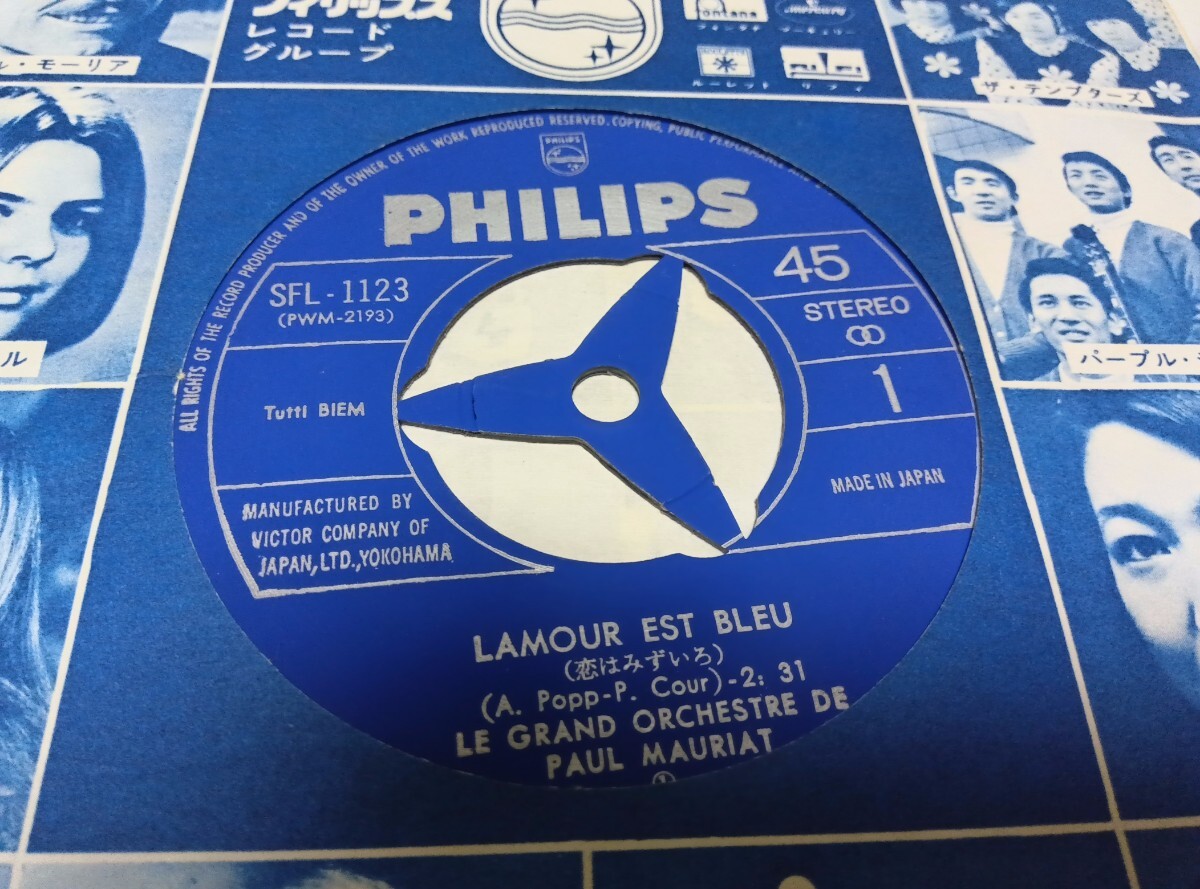 フィリップス
レコード
グループ
fontana
フォンタナ
マーキュリー
ルーレット
リフィ
ル・モーリア
ザ・テンプターズ
ル
パープル・
ALL RIGHTS OF THE RECORD PRODUCER AND OF THE OWNER OF THE WORK REPRODUCED RESERVED. COPYING, PUBLIC PERFORMANCE AND
PHILIPS
PHILIPS
SFL-1123
(PWM-2193)
Tutti BIEM
MANUFACTURED BY
VICTOR COMPANY OF
JAPAN, LTD., YOKOHAMA
45
STEREO
1
MADE IN JAPAN
LAMOUR EST BLEU
(恋はみずいろ)
(A. Popp-P. Cour)-2: 31
LE GRAND ORCHESTRE DE
PAUL MAURIAT